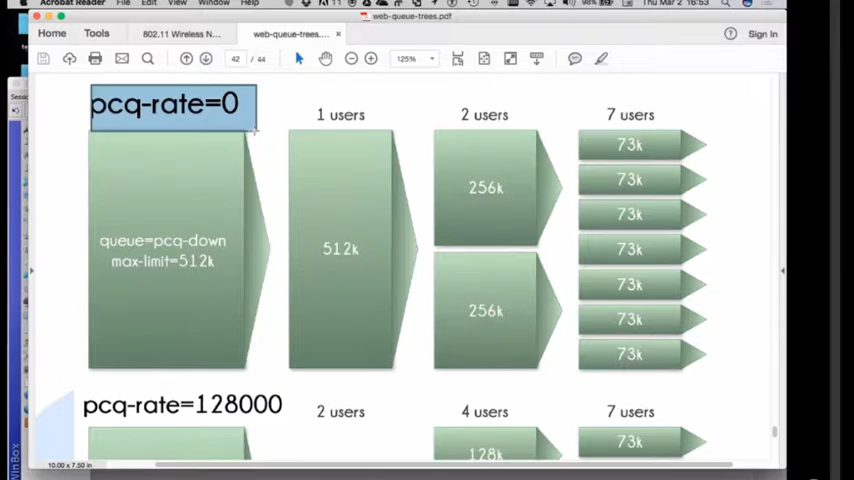 Acrobat Reader File Edit View Window Help
98% Thu Mar 2 16:53
web-queue-trees.pdf
Home Tools 802.11 Wireless N... web-queue-trees.... × Sign In
42 / 44 125%
pcq-rate=0
1 users 2 users 7 users
queue=pcq-down
max-limit=512k
512k
256k
256k
73k
73k
73k
73k
73k
73k
73k
pcq-rate=128000
2 users 4 users 7 users
128k
73k
10.00 x 7.50 in
WinBox